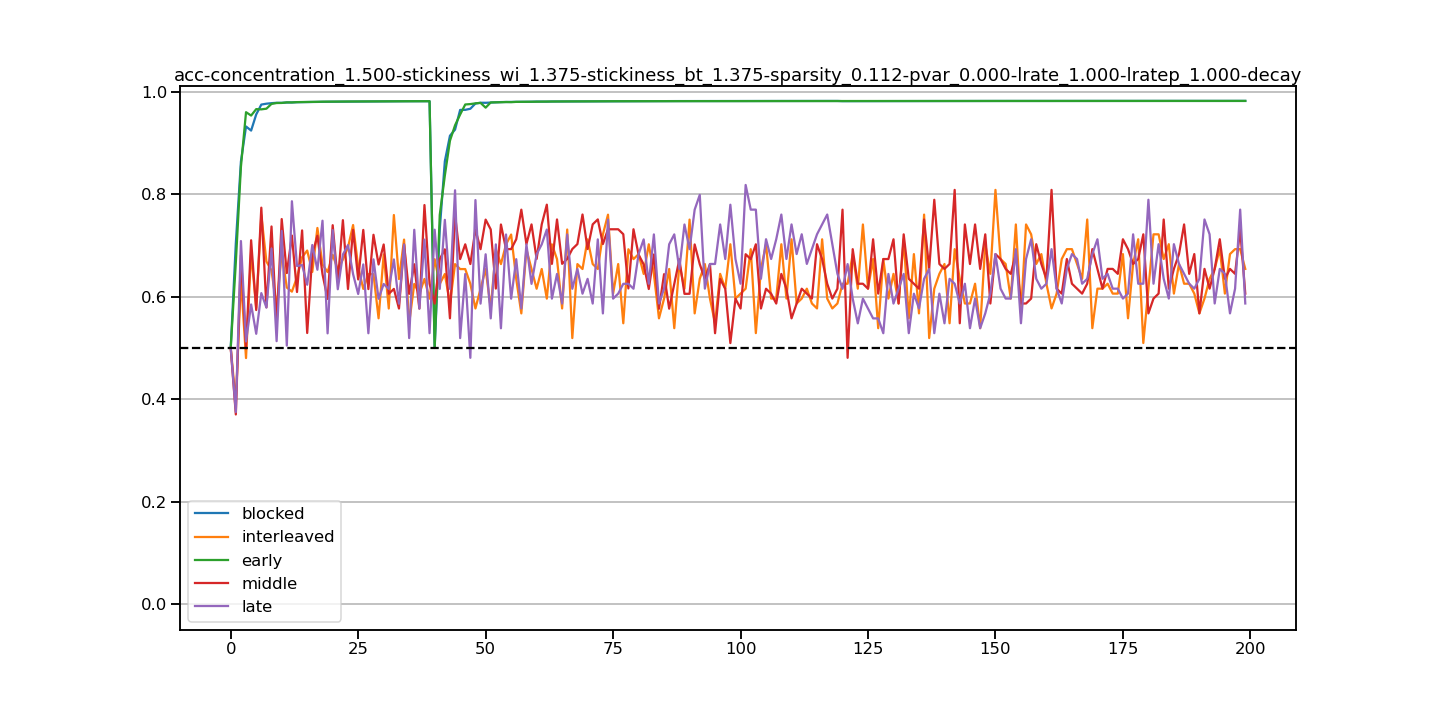 acc-concentration_1.500-stickiness_wi_1.375-stickiness_bt_1.375-sparsity_0.112-pvar_0.000-lrate_1.000-lratep_1.000-decay
1.0
0.8
0.6
0.4
0.2
0.0
blocked
interleaved
early
middle
late
0 25 50 75 100 125 150 175 200